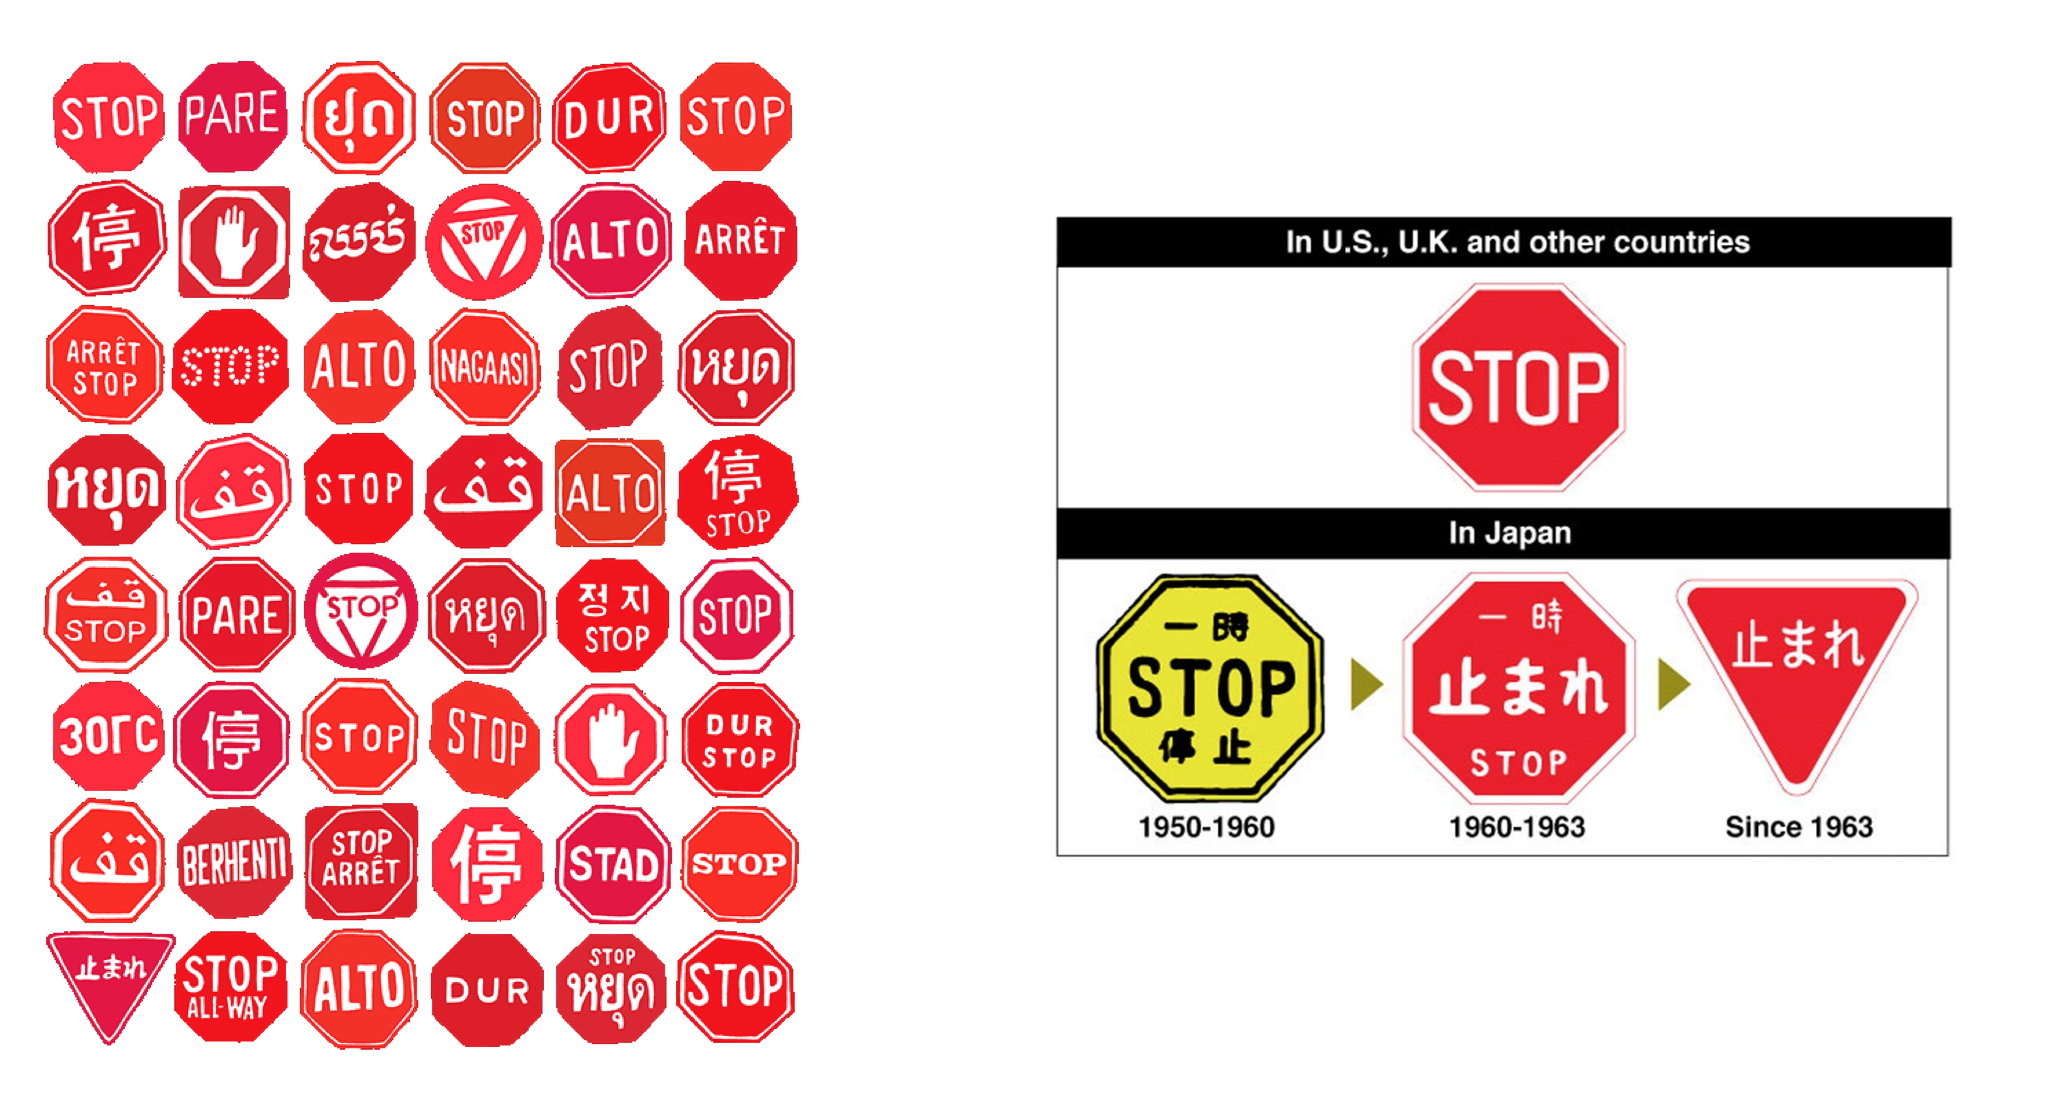 STOP
PARE
ຢຸດ
STOP
DUR
STOP
停
ឈប់
STOP
ALTO
ARRÊT
ARRÊT
STOP
STOP
ALTO
NAGAASI
STOP
หยุด
หยุด
قف
STOP
قف
ALTO
停
STOP
قف
STOP
PARE
STOP
หยุด
정지
STOP
STOP
ЗОГС
停
STOP
STOP
DUR
STOP
قف
BERHENTI
STOP
ARRÊT
停
STAD
STOP
止まれ
STOP
ALL-WAY
ALTO
DUR
STOP
หยุด
STOP
In U.S., U.K. and other countries
STOP
In Japan
一時
STOP
停止
1950-1960
一時
止まれ
STOP
1960-1963
止まれ
Since 1963